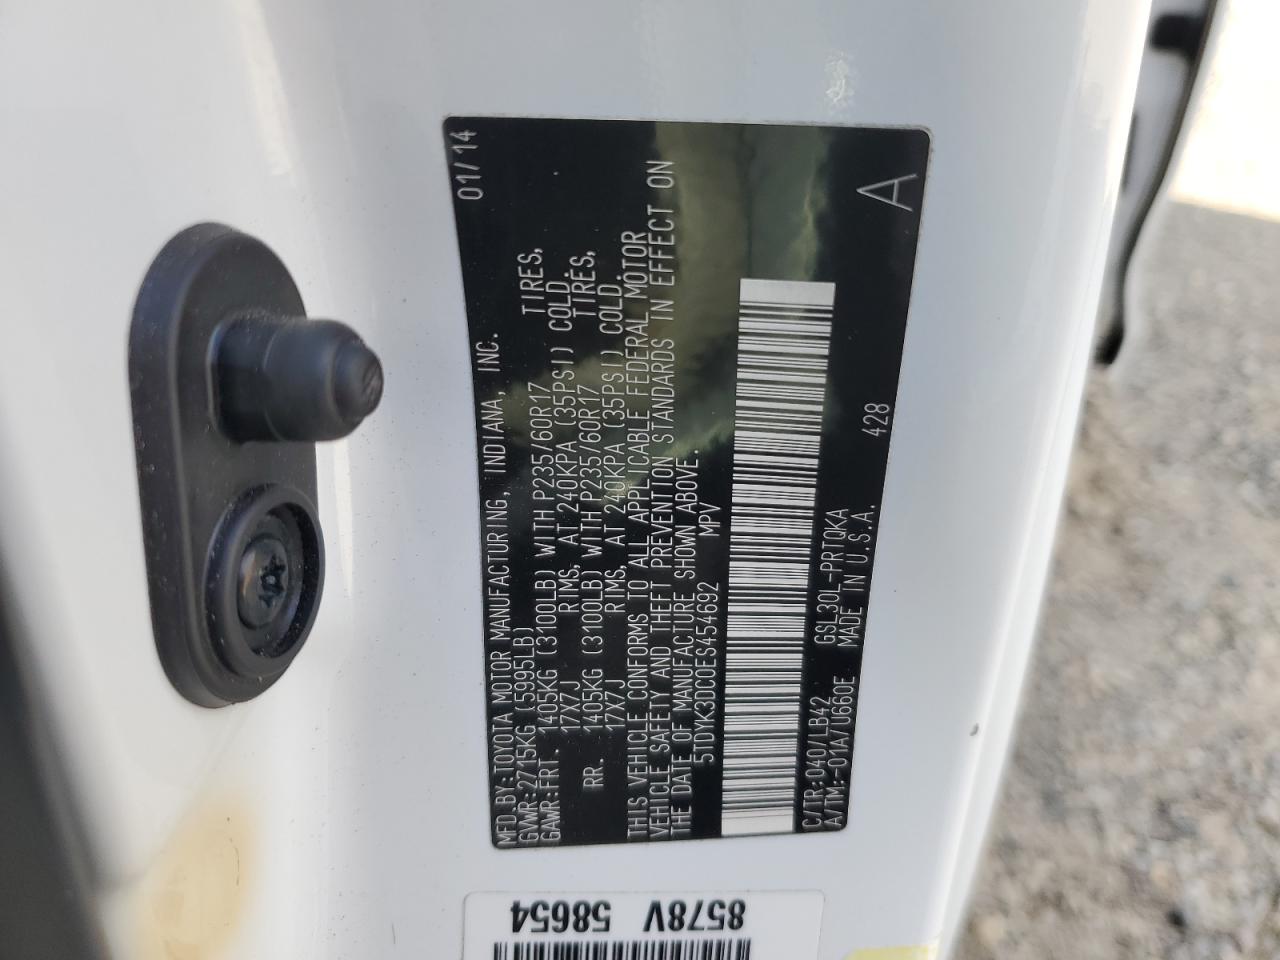 MFD.BY:TOYOTA MOTOR MANUFACTURING, INDIANA, INC. 01/14
GVWR:2715KG (5995LB)
GAWR:FRT. 1405KG (3100LB) WITH P235/60R17 TIRES,
17X7J RIMS, AT 240KPA (35PSI) COLD.
RR. 1405KG (3100LB) WITH P235/60R17 TIRES,
17X7J RIMS, AT 240KPA (35PSI) COLD.
THIS VEHICLE CONFORMS TO ALL APPLICABLE FEDERAL MOTOR
VEHICLE SAFETY AND THEFT PREVENTION STANDARDS IN EFFECT ON
THE DATE OF MANUFACTURE SHOWN ABOVE.
5TDYK3DC0ES454692 MPV
C/TR:040/LB42 GSL30L-PRTQKA 428 A
A/TM:-01A/U660E MADE IN U.S.A.
8578V 58654